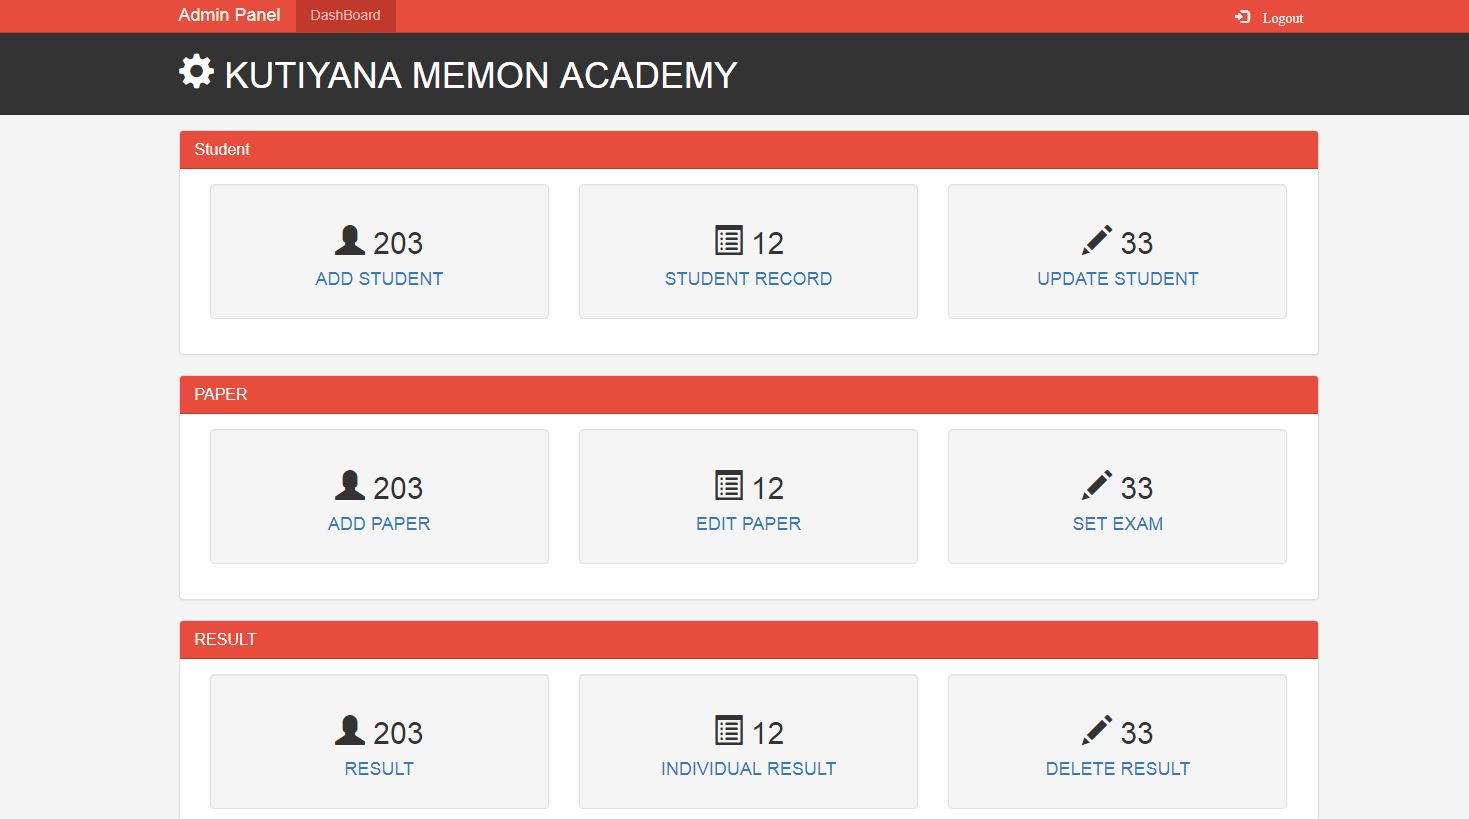 Admin Panel DashBoard Logout
KUTIYANA MEMON ACADEMY
Student
203 12 33
ADD STUDENT STUDENT RECORD UPDATE STUDENT
PAPER
203 12 33
ADD PAPER EDIT PAPER SET EXAM
RESULT
203 12 33
RESULT INDIVIDUAL RESULT DELETE RESULT